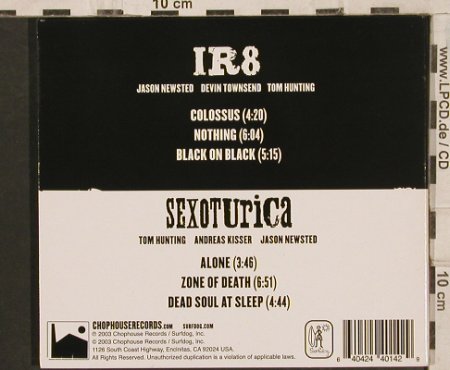 10 cm
IR8
JASON NEWSTED DEVIN TOWNSEND TOM HUNTING
COLOSSUS (4:20)
NOTHING (6:04)
BLACK ON BLACK (5:15)
SEXOTURICA
TOM HUNTING ANDREAS KISSER JASON NEWSTED
ALONE (3:46)
ZONE OF DEATH (6:51)
DEAD SOUL AT SLEEP (4:44)
CHOPHOUSERECORDS.COM SURFDOG.COM
℗ 2003 Chophouse Records / Surfdog, Inc.
© 2003 Chophouse Records / Surfdog, Inc.
1126 South Coast Highway, Encinitas, CA 92024 USA.
All Rights Reserved. Unauthorized duplication is a violation of applicable laws.
Surfdog
6 40424 40142 9
www.LPCD.de / CD
10 cm